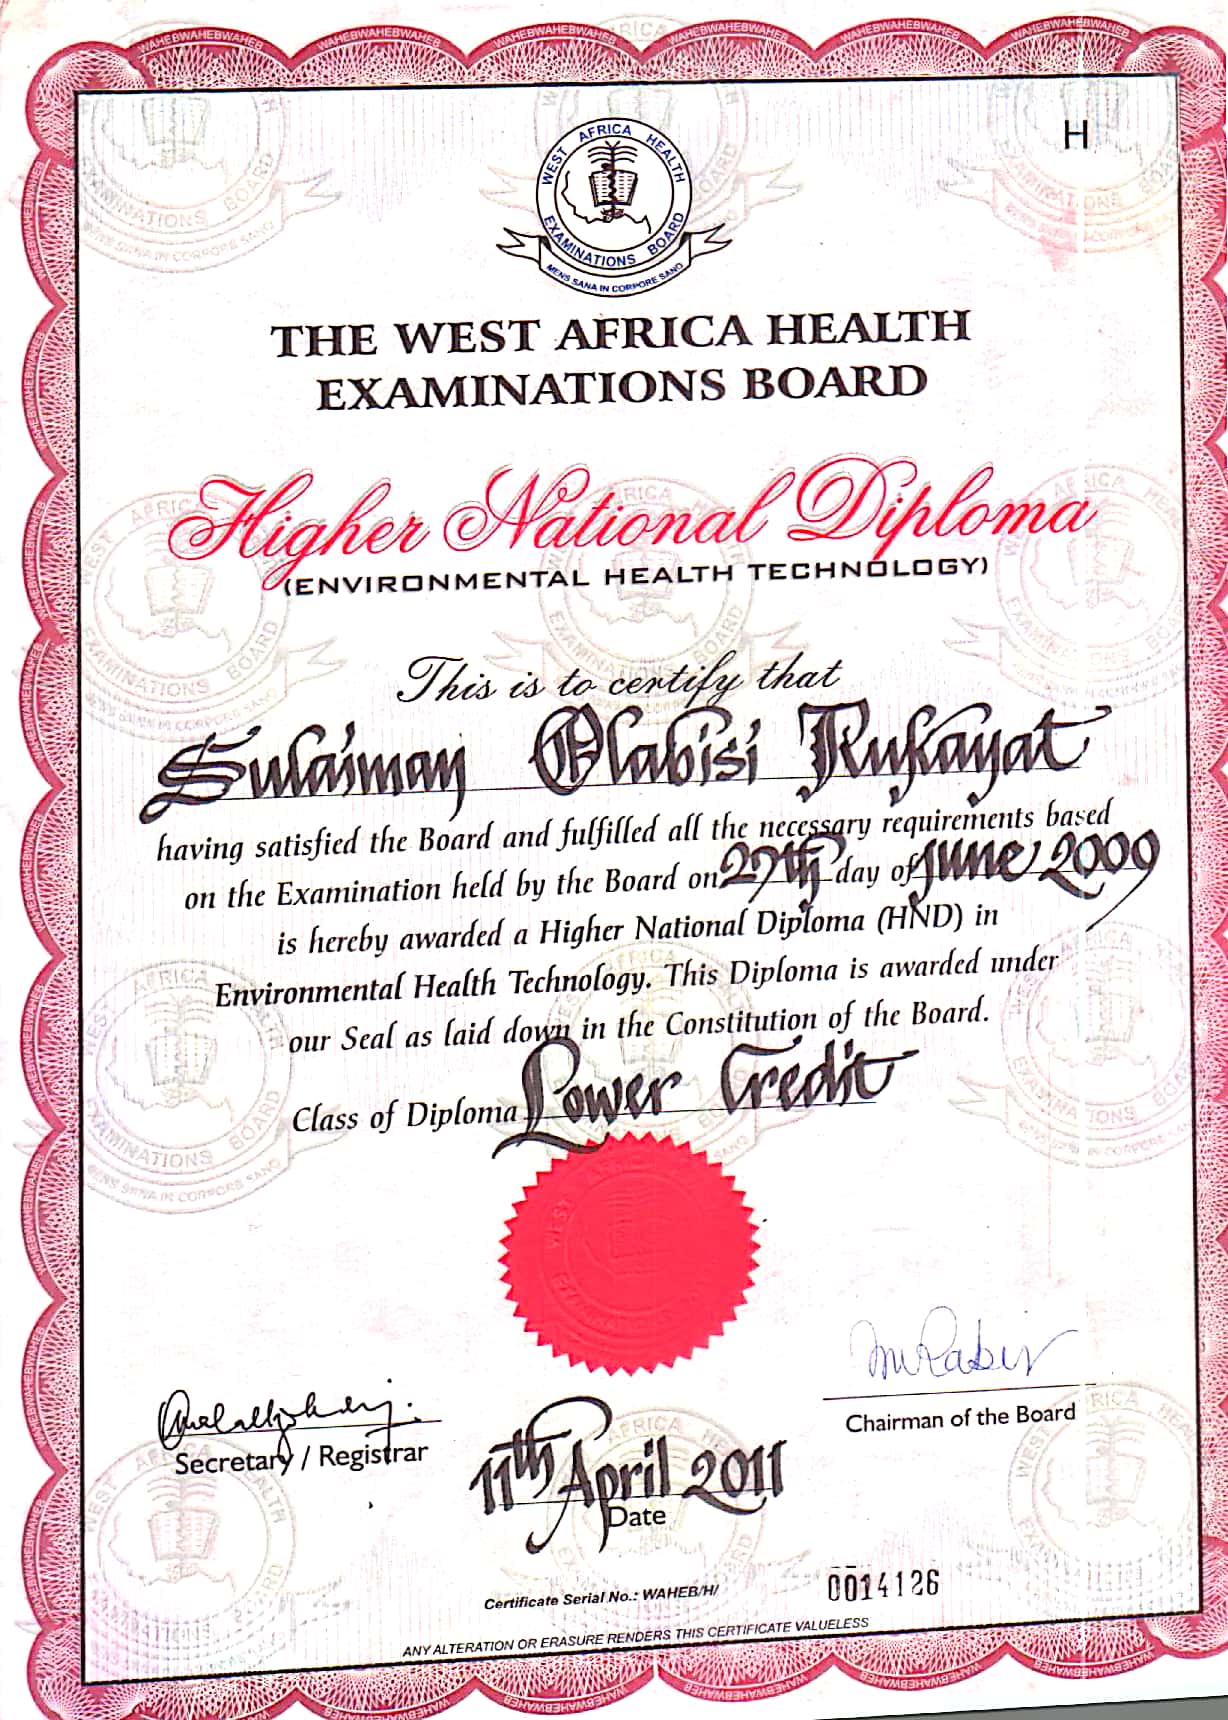 H
WEST AFRICA HEALTH
EXAMINATIONS BOARD
MENS SANA IN CORPORE SANO
THE WEST AFRICA HEALTH
EXAMINATIONS BOARD
Higher National Diploma
(ENVIRONMENTAL HEALTH TECHNOLOGY)
This is to certify that
Sulaiman Olabisi Rukayat
having satisfied the Board and fulfilled all the necessary requirements based
on the Examination held by the Board on 29th day of June, 2009
is hereby awarded a Higher National Diploma (HND) in
Environmental Health Technology. This Diploma is awarded under
our Seal as laid down in the Constitution of the Board.
Class of Diploma Lower Credit
Secretary / Registrar
Chairman of the Board
11th April 2011
Date
Certificate Serial No.: WAHEB/H/ 0014126
ANY ALTERATION OR ERASURE RENDERS THIS CERTIFICATE VALUELESS